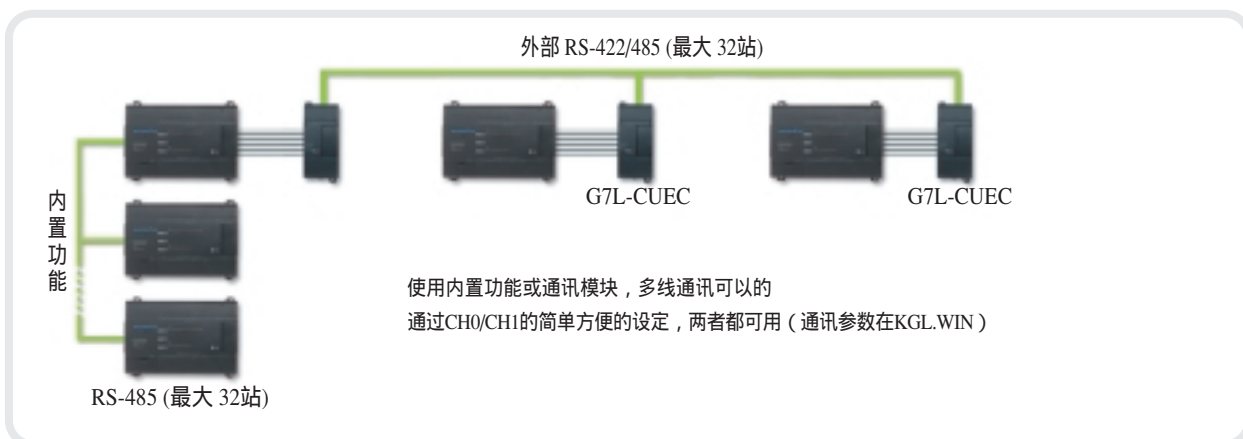 外部 RS-422/485 (最大 32站)
内置功能
G7L-CUEC
G7L-CUEC
使用内置功能或通讯模块，多线通讯可以的
通过CH0/CH1的简单方便的设定，两者都可用（通讯参数在KGL.WIN）
RS-485 (最大 32站)